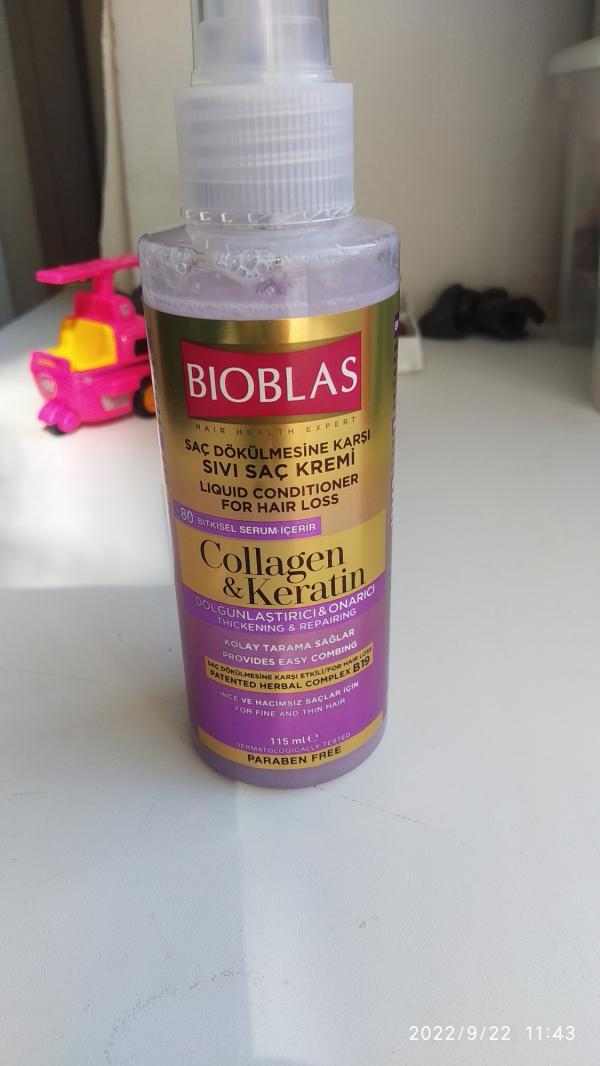 BIOBLAS
HAIR HEALTH EXPERT
SAÇ DÖKÜLMESİNE KARŞI
SIVI SAÇ KREMİ
LIQUID CONDITIONER
FOR HAIR LOSS
80 BITKİSEL SERUM İÇERİR
Collagen
&Keratin
DOLGUNLAŞTIRICI & ONARICI
THICKENING & REPAIRING
KOLAY TARAMA SAĞLAR
PROVIDES EASY COMBING
SAÇ DÖKÜLMESİNE KARŞI ETKİLİ/FOR HAIR LOSS
PATENTED HERBAL COMPLEX B19
İNCE VE HACİMSİZ SAÇLAR İÇİN
FOR FINE AND THIN HAIR
115 ml ℮
DERMATOLOGICALLY TESTED
PARABEN FREE
2022/9/22 11:43